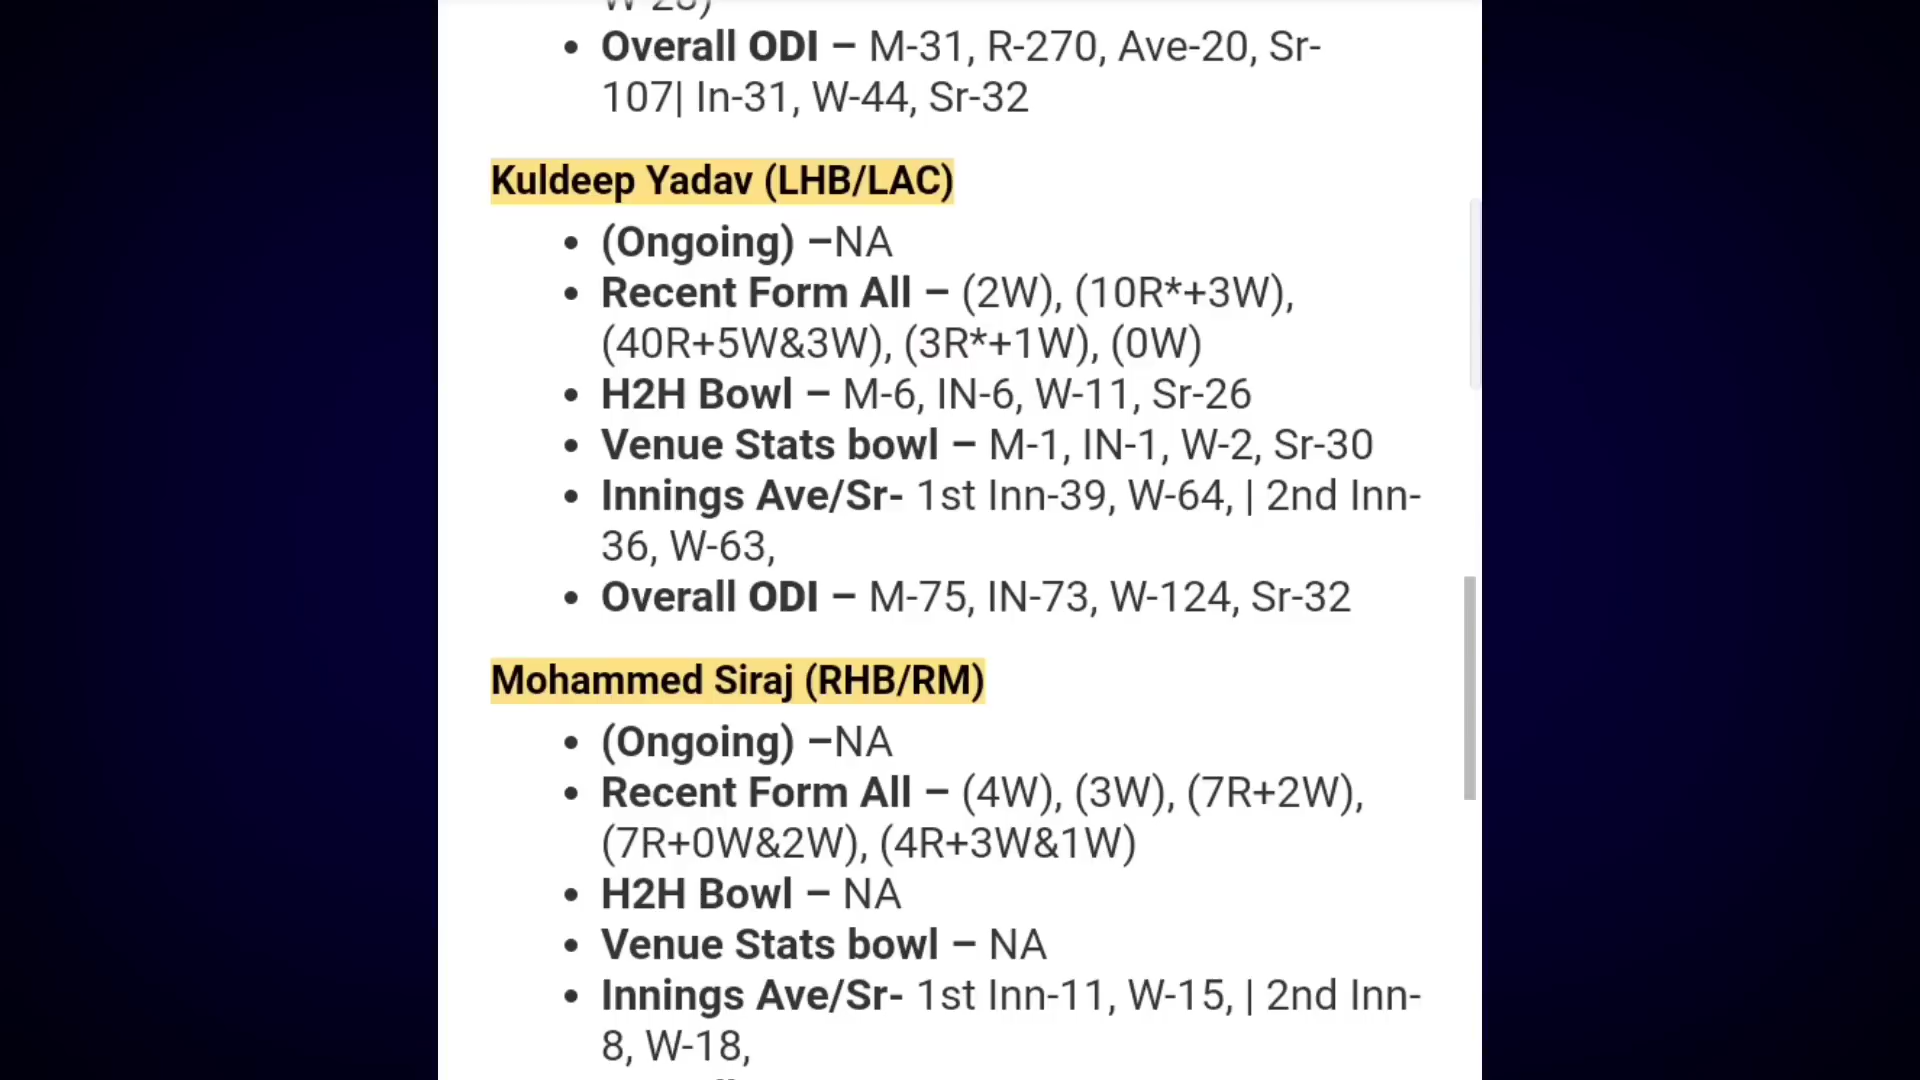 W-28)
Overall ODI – M-31, R-270, Ave-20, Sr-
107| In-31, W-44, Sr-32
Kuldeep Yadav (LHB/LAC)
(Ongoing) –NA
Recent Form All – (2W), (10R*+3W),
(40R+5W&3W), (3R*+1W), (0W)
H2H Bowl – M-6, IN-6, W-11, Sr-26
Venue Stats bowl – M-1, IN-1, W-2, Sr-30
Innings Ave/Sr- 1st Inn-39, W-64, | 2nd Inn-
36, W-63,
Overall ODI – M-75, IN-73, W-124, Sr-32
Mohammed Siraj (RHB/RM)
(Ongoing) –NA
Recent Form All – (4W), (3W), (7R+2W),
(7R+0W&2W), (4R+3W&1W)
H2H Bowl – NA
Venue Stats bowl – NA
Innings Ave/Sr- 1st Inn-11, W-15, | 2nd Inn-
8, W-18,